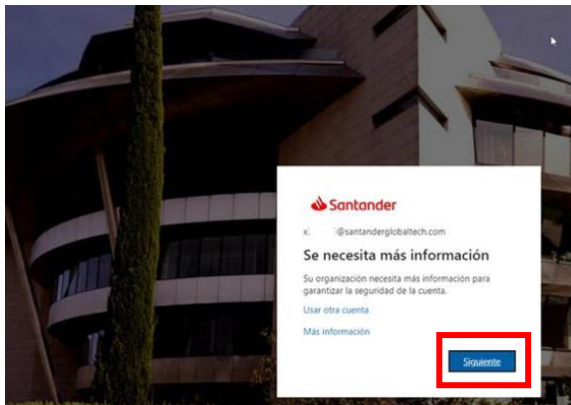 Santander
x @santanderglobaltech.com
Se necesita más información
Su organización necesita más información para
garantizar la seguridad de la cuenta.
Usar otra cuenta
Más información
Siguiente